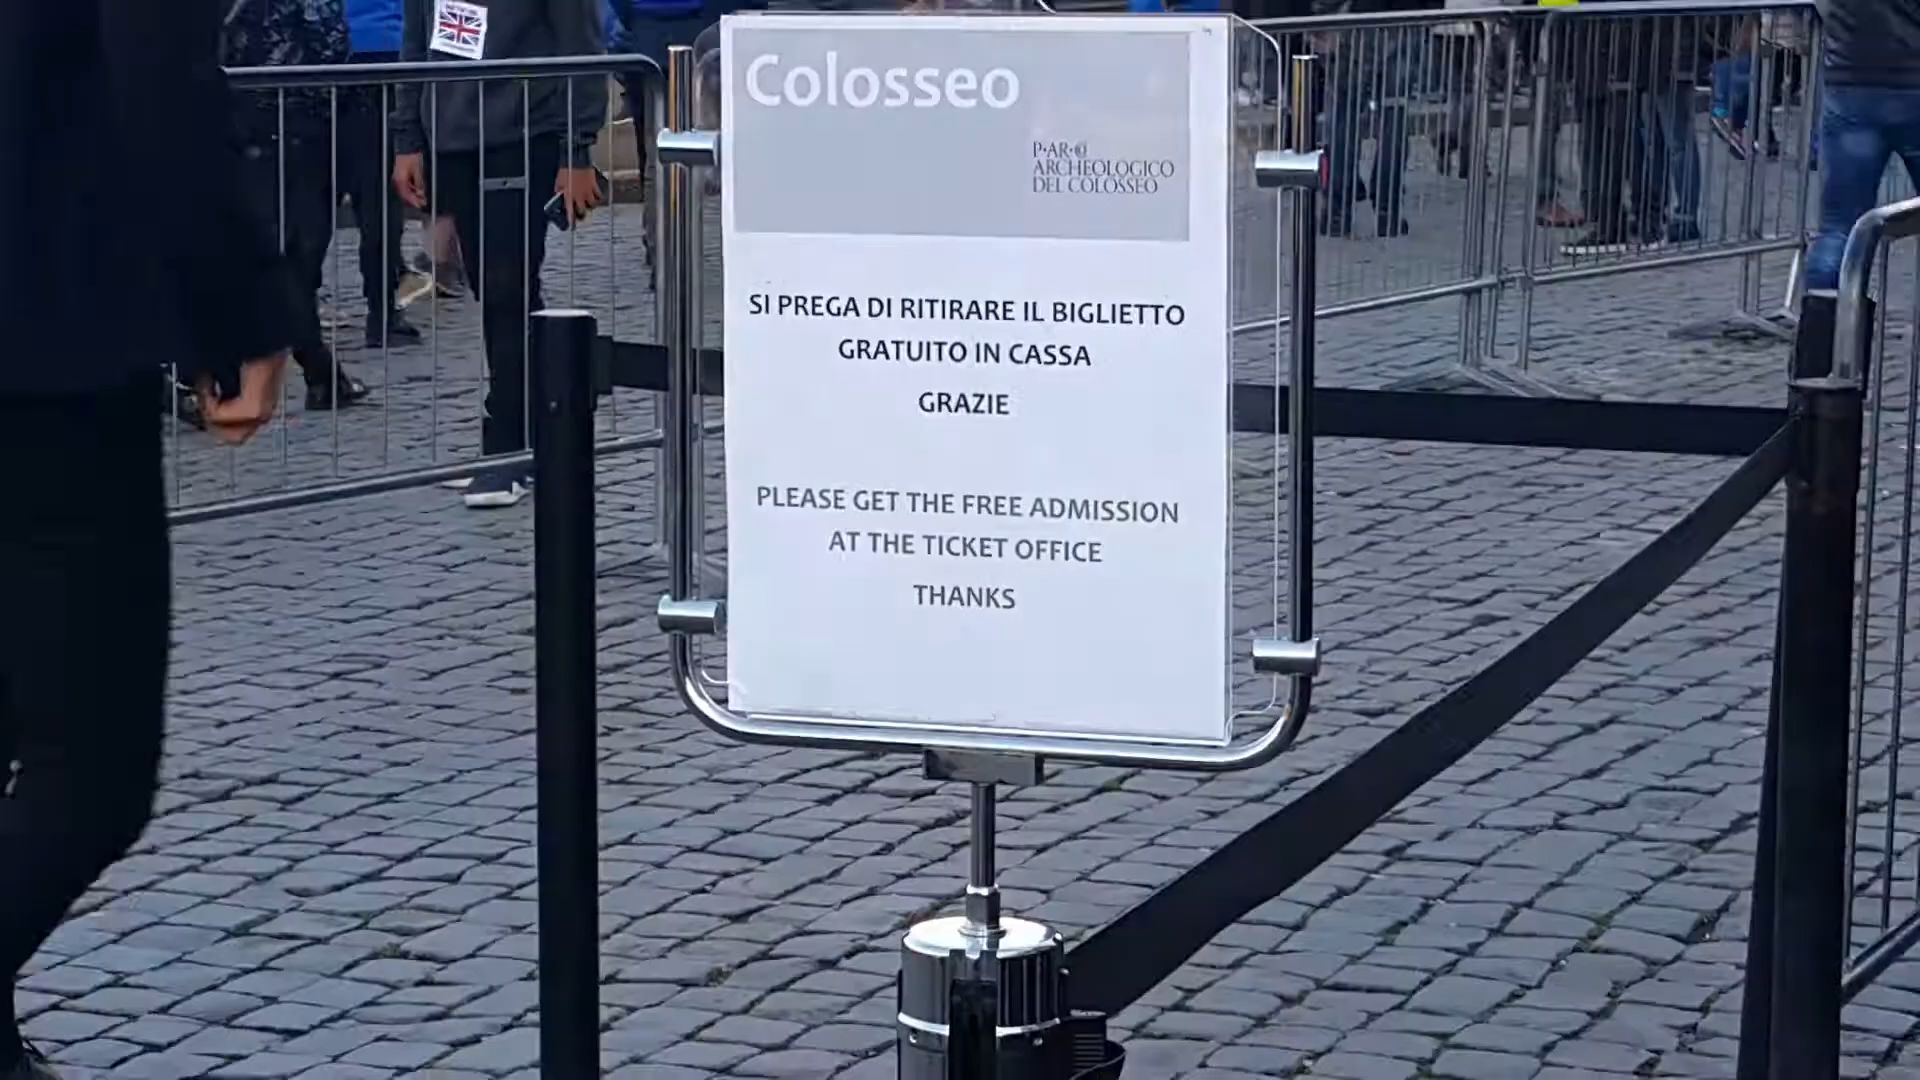 Colosseo
P·AR·CO
ARCHEOLOGICO
DEL COLOSSEO
SI PREGA DI RITIRARE IL BIGLIETTO
GRATUITO IN CASSA
GRAZIE
PLEASE GET THE FREE ADMISSION
AT THE TICKET OFFICE
THANKS